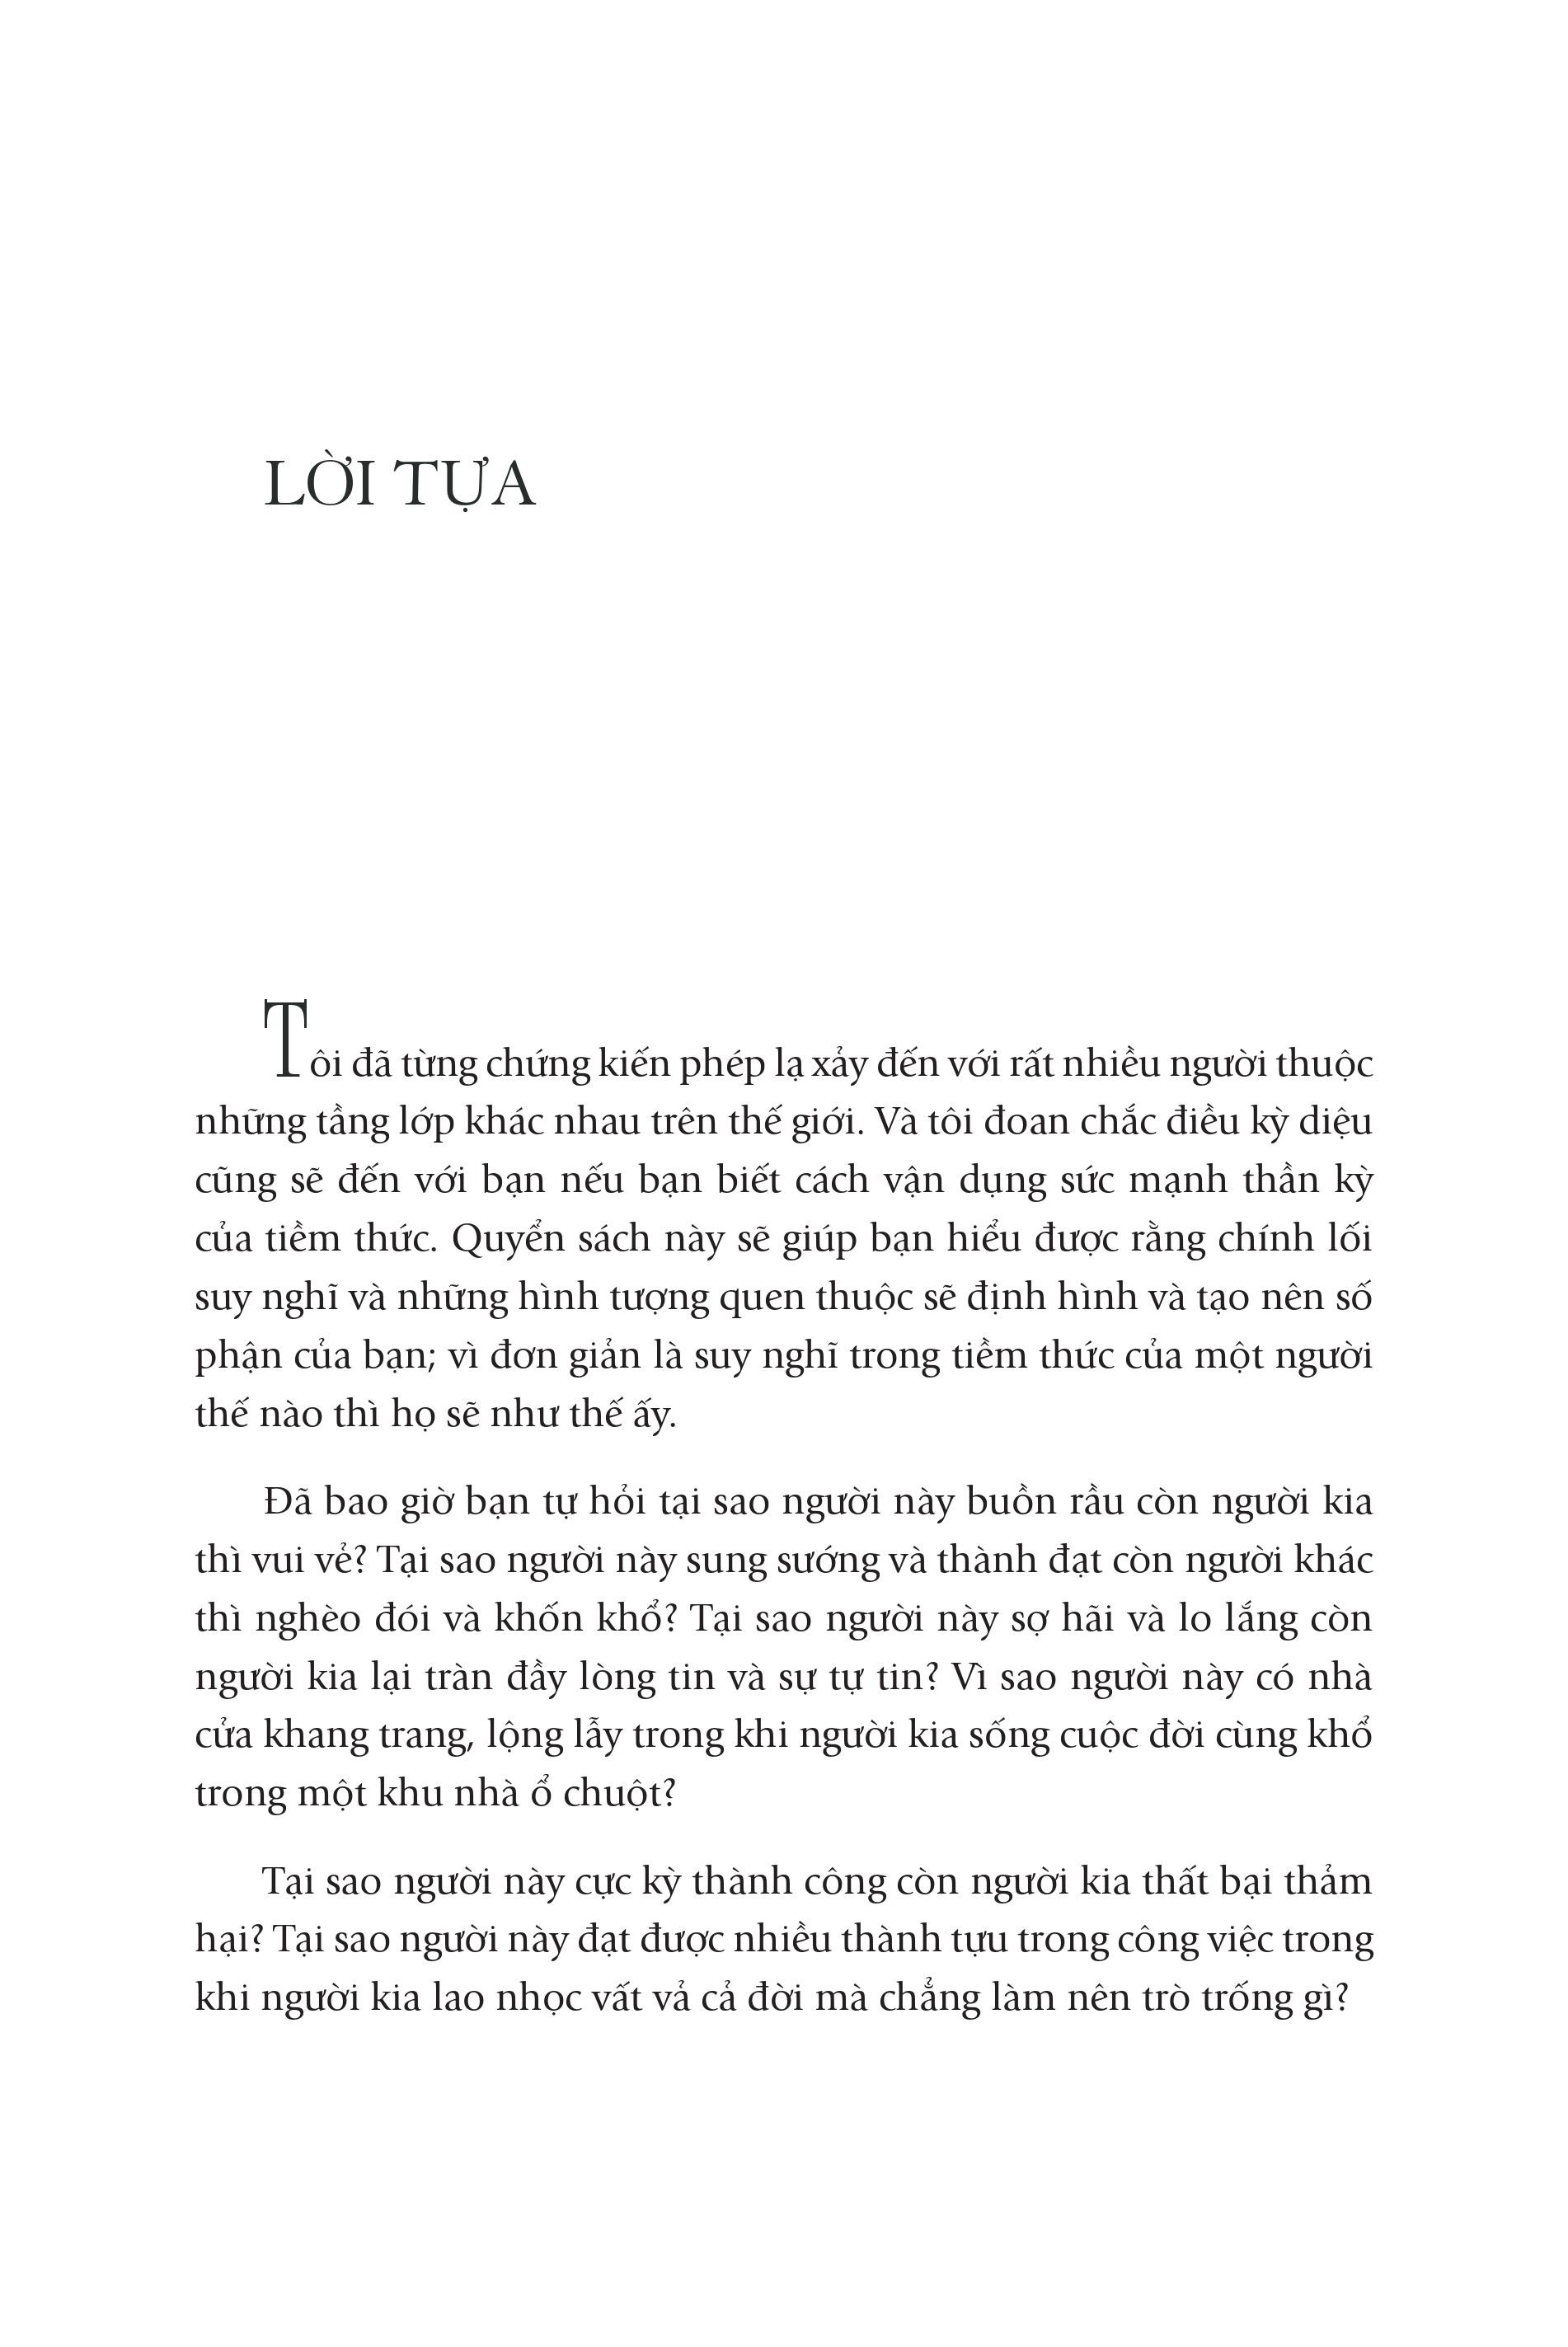 LỜI TỰA
Tôi đã từng chứng kiến phép lạ xảy đến với rất nhiều người thuộc
những tầng lớp khác nhau trên thế giới. Và tôi đoan chắc điều kỳ diệu
cũng sẽ đến với bạn nếu bạn biết cách vận dụng sức mạnh thần kỳ
của tiềm thức. Quyển sách này sẽ giúp bạn hiểu được rằng chính lối
suy nghĩ và những hình tượng quen thuộc sẽ định hình và tạo nên số
phận của bạn; vì đơn giản là suy nghĩ trong tiềm thức của một người
thế nào thì họ sẽ như thế ấy.
Đã bao giờ bạn tự hỏi tại sao người này buồn rầu còn người kia
thì vui vẻ? Tại sao người này sung sướng và thành đạt còn người khác
thì nghèo đói và khốn khổ? Tại sao người này sợ hãi và lo lắng còn
người kia lại tràn đầy lòng tin và sự tự tin? Vì sao người này có nhà
cửa khang trang, lộng lẫy trong khi người kia sống cuộc đời cùng khổ
trong một khu nhà ổ chuột?
Tại sao người này cực kỳ thành công còn người kia thất bại thảm
hại? Tại sao người này đạt được nhiều thành tựu trong công việc trong
khi người kia lao nhọc vất vả cả đời mà chẳng làm nên trò trống gì?